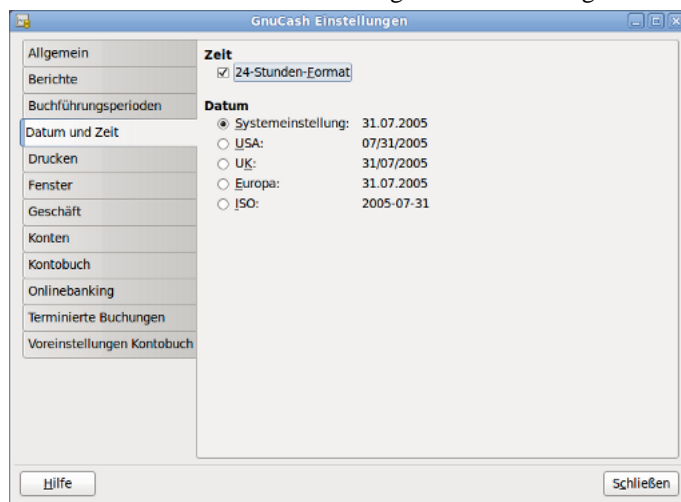 GnuCash Einstellungen
Allgemein
Berichte
Buchführungsperioden
Datum und Zeit
Drucken
Fenster
Geschäft
Konten
Kontobuch
Onlinebanking
Terminierte Buchungen
Voreinstellungen Kontobuch
Zeit
24-Stunden-Format
Datum
Systemeinstellung: 31.07.2005
USA: 07/31/2005
UK: 31/07/2005
Europa: 31.07.2005
ISO: 2005-07-31
Hilfe
Schließen